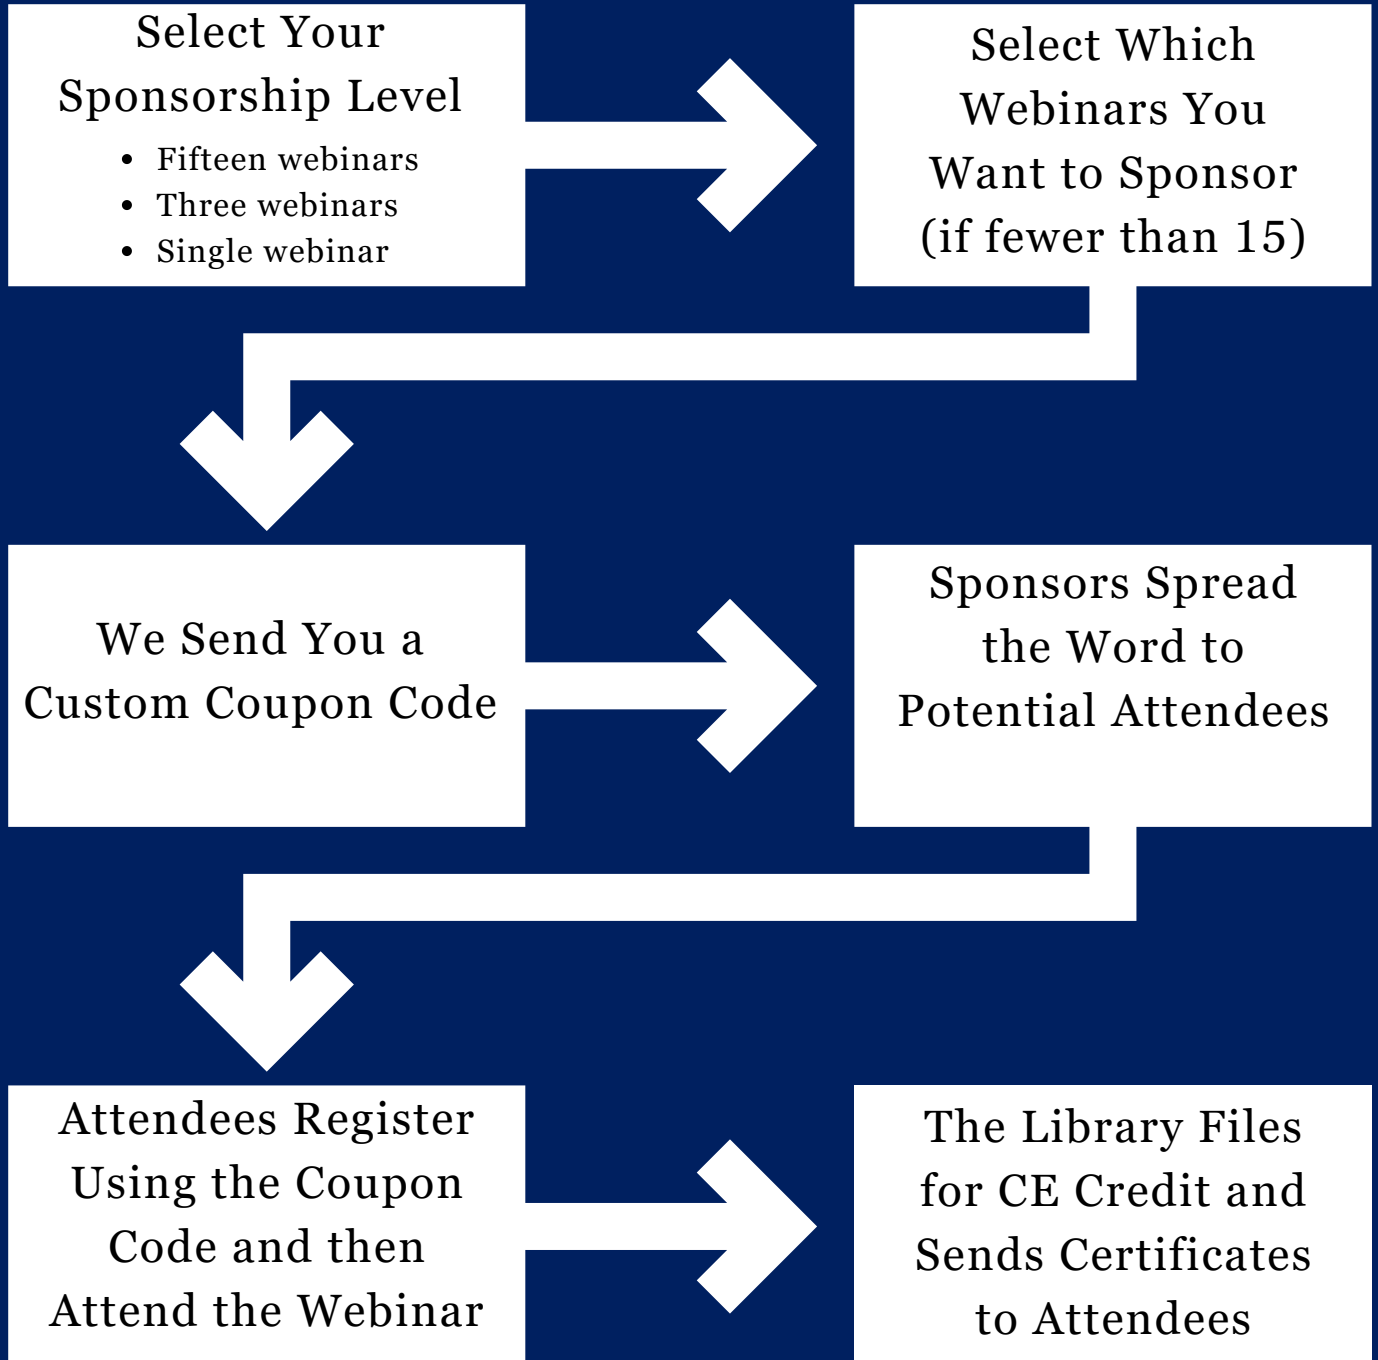 Select Your
Sponsorship Level
• Fifteen webinars
• Three webinars
• Single webinar
Select Which
Webinars You
Want to Sponsor
(if fewer than 15)
We Send You a
Custom Coupon Code
Sponsors Spread
the Word to
Potential Attendees
Attendees Register
Using the Coupon
Code and then
Attend the Webinar
The Library Files
for CE Credit and
Sends Certificates
to Attendees